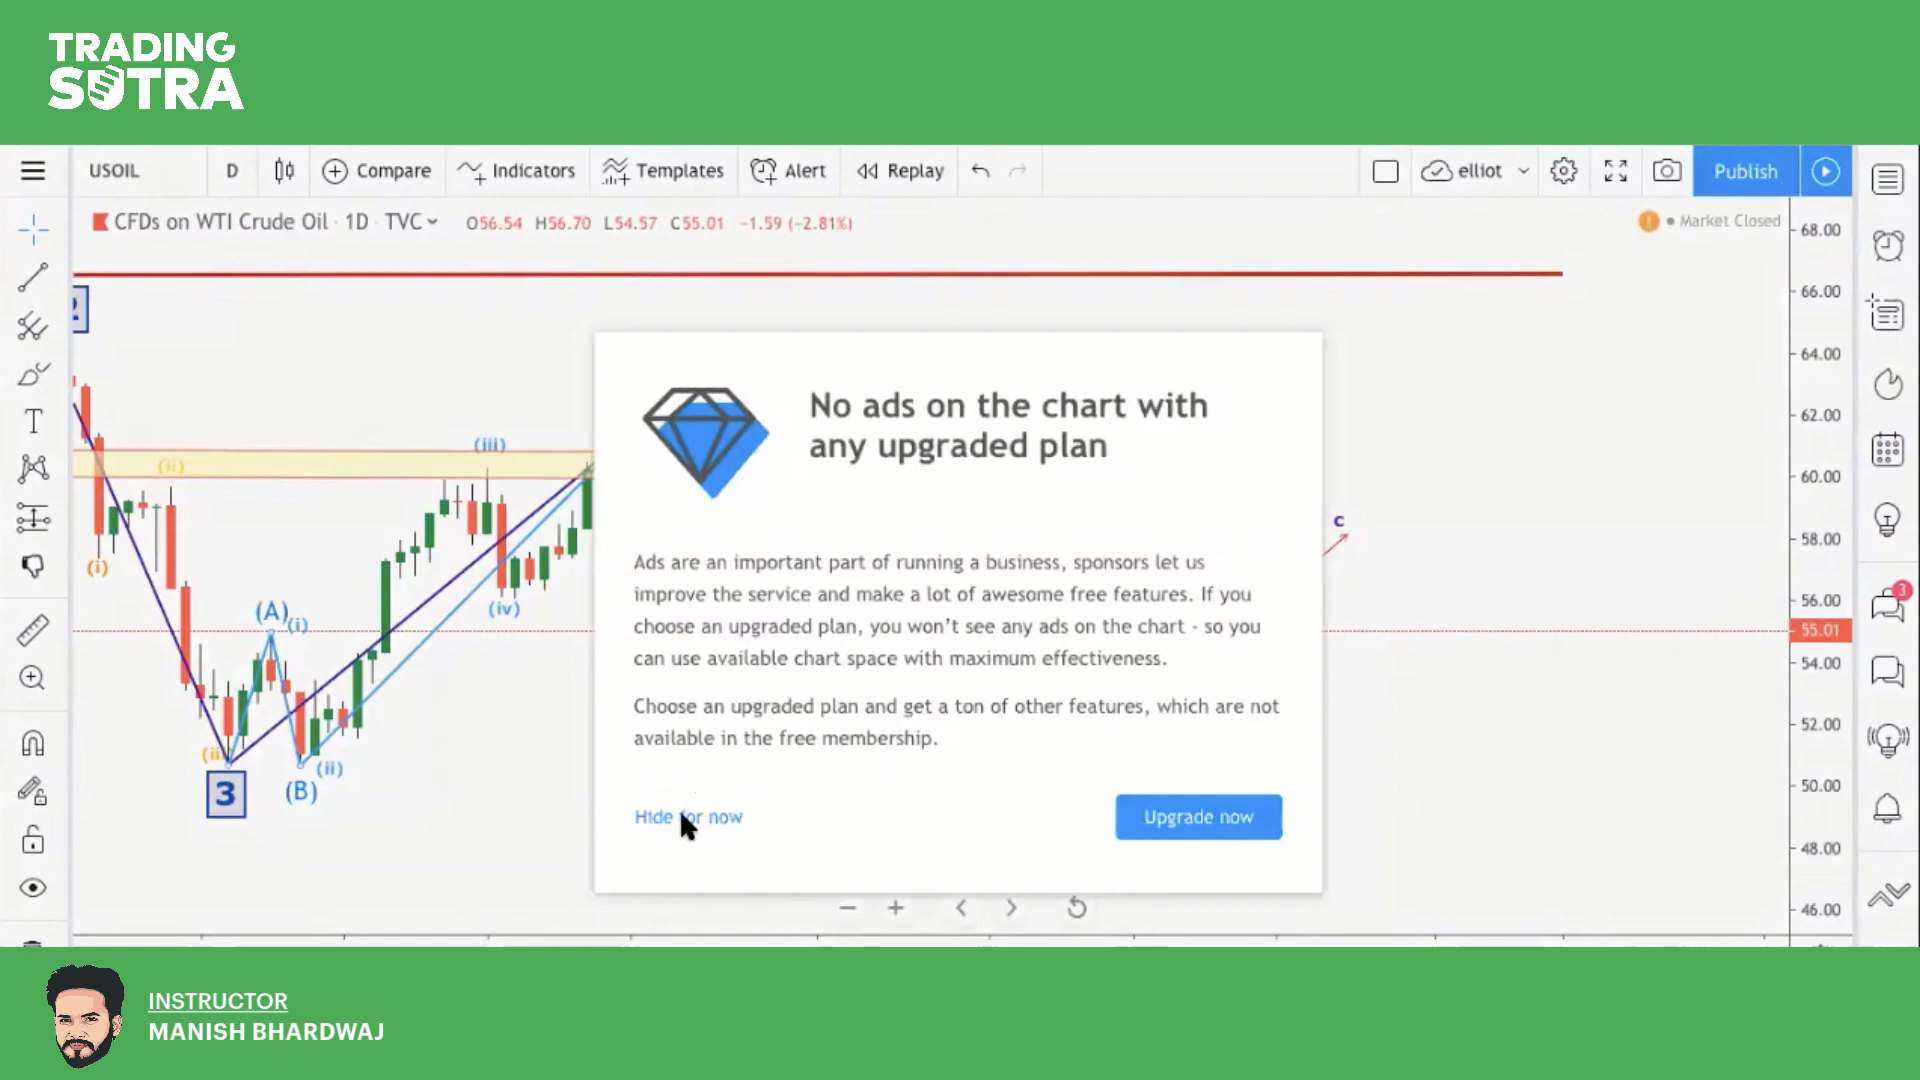 TRADING
SUTRA
USOIL
D
Compare
Indicators
Templates
Alert
Replay
elliot
Publish
CFDs on WTI Crude Oil · 1D · TVC
O56.54 H56.70 L54.57 C55.01 −1.59 (−2.81%)
Market Closed
68.00
66.00
64.00
62.00
60.00
58.00
56.00
55.01
54.00
52.00
50.00
48.00
46.00
3
(iii)
(ii)
(i)
(iv)
(A)
(i)
(ii)
3
(B)
c
No ads on the chart with
any upgraded plan
Ads are an important part of running a business, sponsors let us
improve the service and make a lot of awesome free features. If you
choose an upgraded plan, you won’t see any ads on the chart - so you
can use available chart space with maximum effectiveness.
Choose an upgraded plan and get a ton of other features, which are not
available in the free membership.
Hide for now
Upgrade now
INSTRUCTOR
MANISH BHARDWAJ